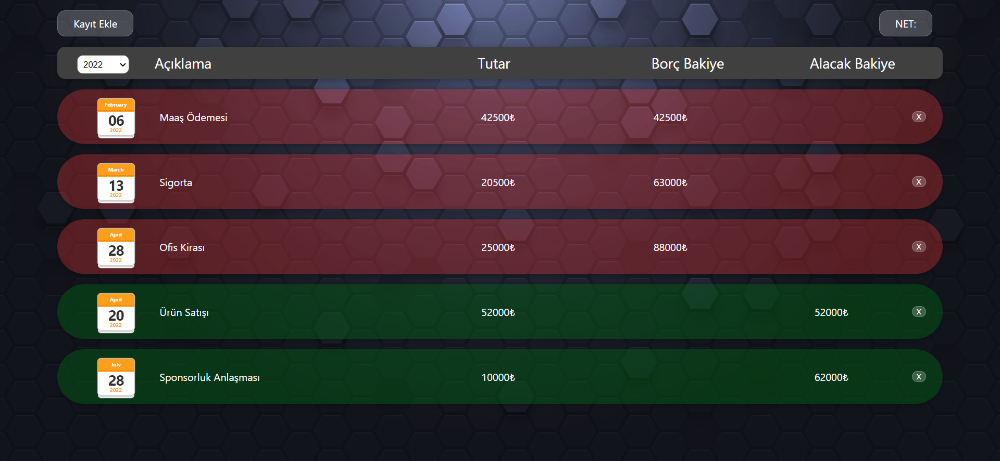 Kayıt Ekle
NET:
2022 Açıklama Tutar Borç Bakiye Alacak Bakiye
February
06
2022
Maaş Ödemesi 42500₺ 42500₺ X
March
13
2022
Sigorta 20500₺ 63000₺ X
April
28
2022
Ofis Kirası 25000₺ 88000₺ X
April
20
2022
Ürün Satışı 52000₺ 52000₺ X
July
28
2022
Sponsorluk Anlaşması 10000₺ 62000₺ X